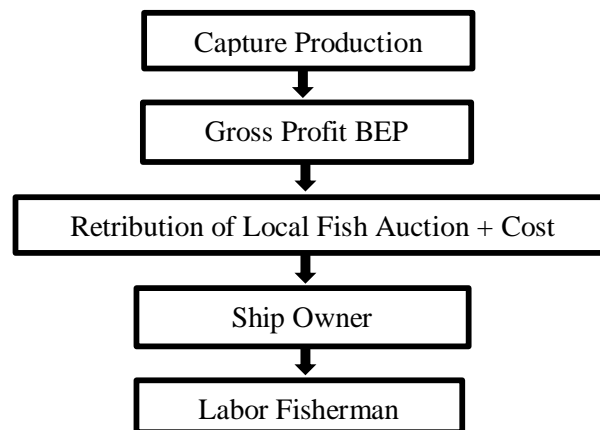 Capture Production
Gross Profit BEP
Retribution of Local Fish Auction + Cost
Ship Owner
Labor Fisherman